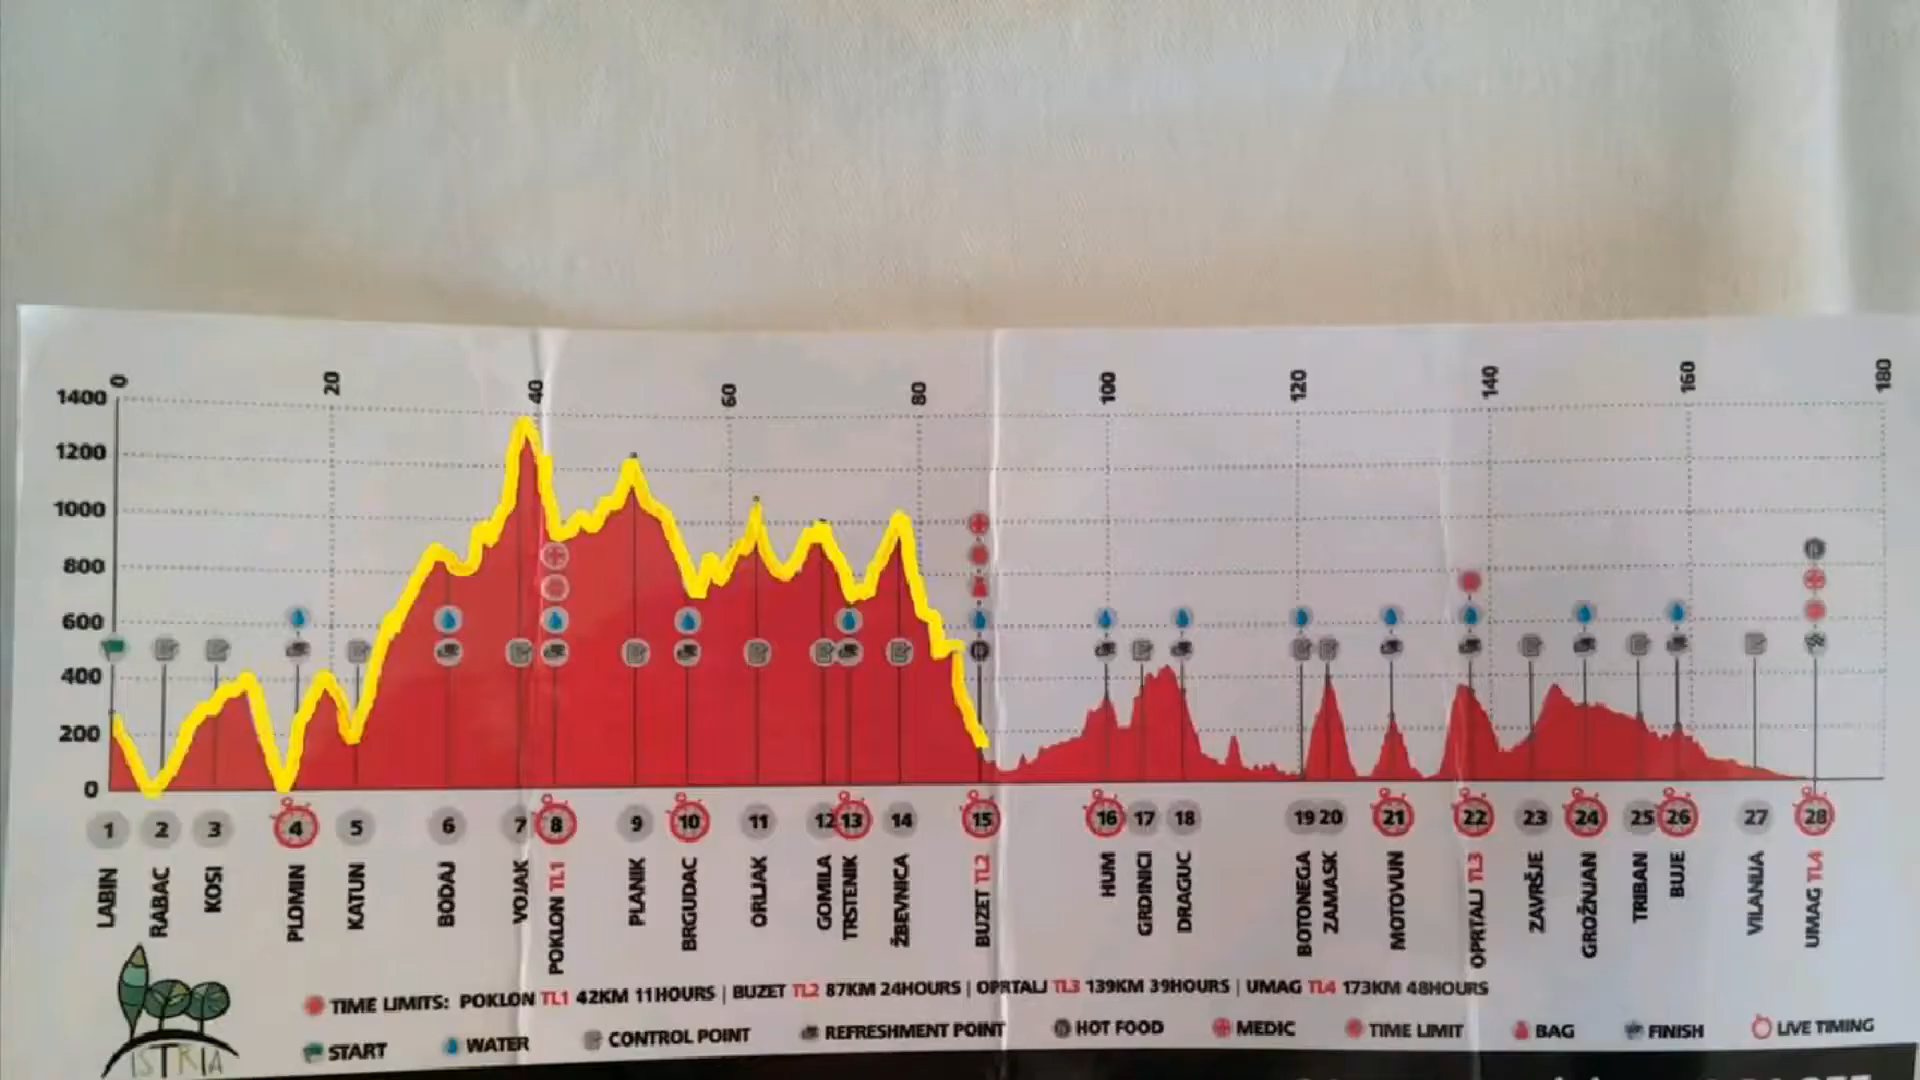 0 20 40 60 80 100 120 140 160 180
1400
1200
1000
800
600
400
200
0
1 2 3 4 5 6 7 8 9 10 11 12 13 14 15 16 17 18 19 20 21 22 23 24 25 26 27 28
LABIN
RABAC
KOSI
PLOMIN
KATUN
BODAJ
VOJAK
POKLON TL1
PLANIK
BRGUDAC
ORLJAK
GOMILA
TRSTENIK
ŽBEVNICA
BUZET TL2
HUM
GRDINICI
DRAGUC
BOTONEGA
ZAMASK
MOTOVUN
OPRTALJ TL3
ZAVRŠJE
GROŽNJAN
TRIBAN
BUJE
VILANIJA
UMAG TL4
TIME LIMITS: POKLON TL1 42KM 11HOURS | BUZET TL2 87KM 24HOURS | OPRTALJ TL3 139KM 39HOURS | UMAG TL4 173KM 48HOURS
START WATER CONTROL POINT REFRESHMENT POINT HOT FOOD MEDIC TIME LIMIT BAG FINISH LIVE TIMING
ISTRIA